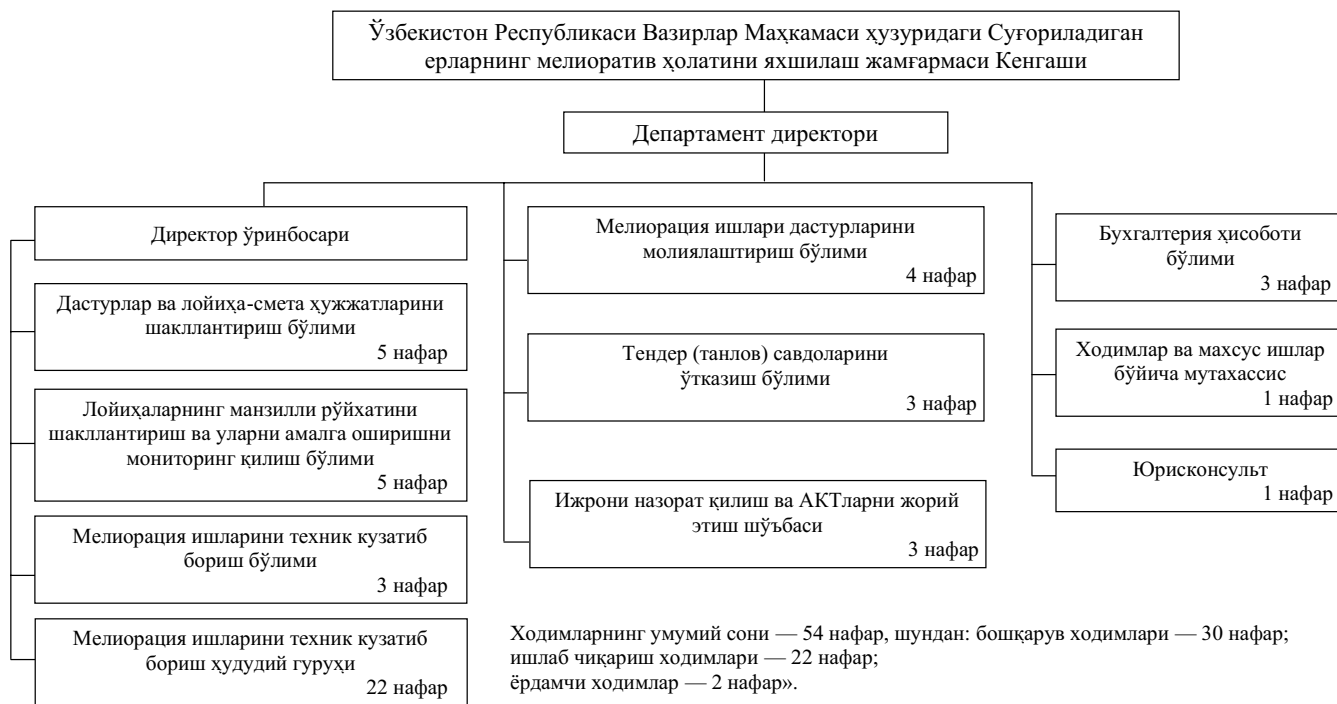 Ўзбекистон Республикаси Вазирлар Маҳкамаси ҳузуридаги Суғориладиган
ерларнинг мелиоратив ҳолатини яхшилаш жамғармаси Кенгаши
Департамент директори
Директор ўринбосари
Дастурлар ва лойиҳа-смета ҳужжатларини
шакллантириш бўлими
5 нафар
Лойиҳаларнинг манзилли рўйхатини
шакллантириш ва уларни амалга оширишни
мониторинг қилиш бўлими
5 нафар
Мелиорация ишларини техник кузатиб
бориш бўлими
3 нафар
Мелиорация ишларини техник кузатиб
бориш ҳудудий гуруҳи
22 нафар
Мелиорация ишлари дастурларини
молиялаштириш бўлими
4 нафар
Тендер (танлов) савдоларини
ўтказиш бўлими
3 нафар
Ижрони назорат қилиш ва АКТларни жорий
этиш шўъбаси
3 нафар
Бухгалтерия ҳисоботи
бўлими
3 нафар
Ходимлар ва махсус ишлар
бўйича мутахассис
1 нафар
Юрисконсульт
1 нафар
Ходимларнинг умумий сони — 54 нафар, шундан: бошқарув ходимлари — 30 нафар;
ишлаб чиқариш ходимлари — 22 нафар;
ёрдамчи ходимлар — 2 нафар».